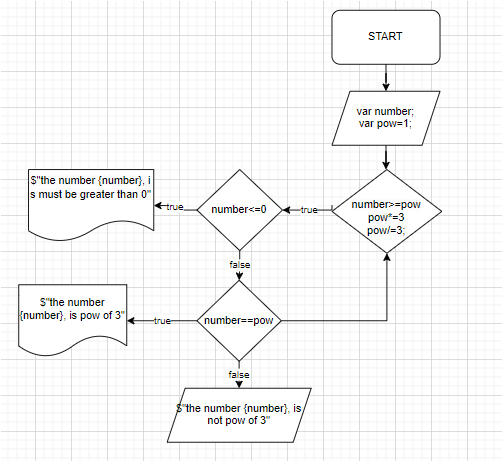 START
var number;
var pow=1;
number>=pow
pow*=3
pow/=3;
true
number<=0
true
$"the number {number}, i
s must be greater than 0"
false
number==pow
true
$"the number
{number}, is pow of 3"
false
$"the number {number}, is
not pow of 3"